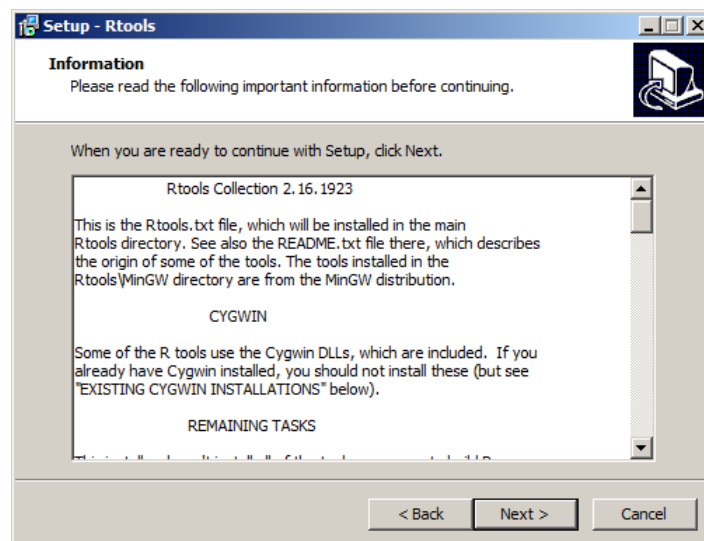 Setup - Rtools
Information
Please read the following important information before continuing.
When you are ready to continue with Setup, click Next.
Rtools Collection 2.16.1923
This is the Rtools.txt file, which will be installed in the main
Rtools directory. See also the README.txt file there, which describes
the origin of some of the tools. The tools installed in the
Rtools\MinGW directory are from the MinGW distribution.
CYGWIN
Some of the R tools use the Cygwin DLLs, which are included. If you
already have Cygwin installed, you should not install these (but see
"EXISTING CYGWIN INSTALLATIONS" below).
REMAINING TASKS
< Back
Next >
Cancel